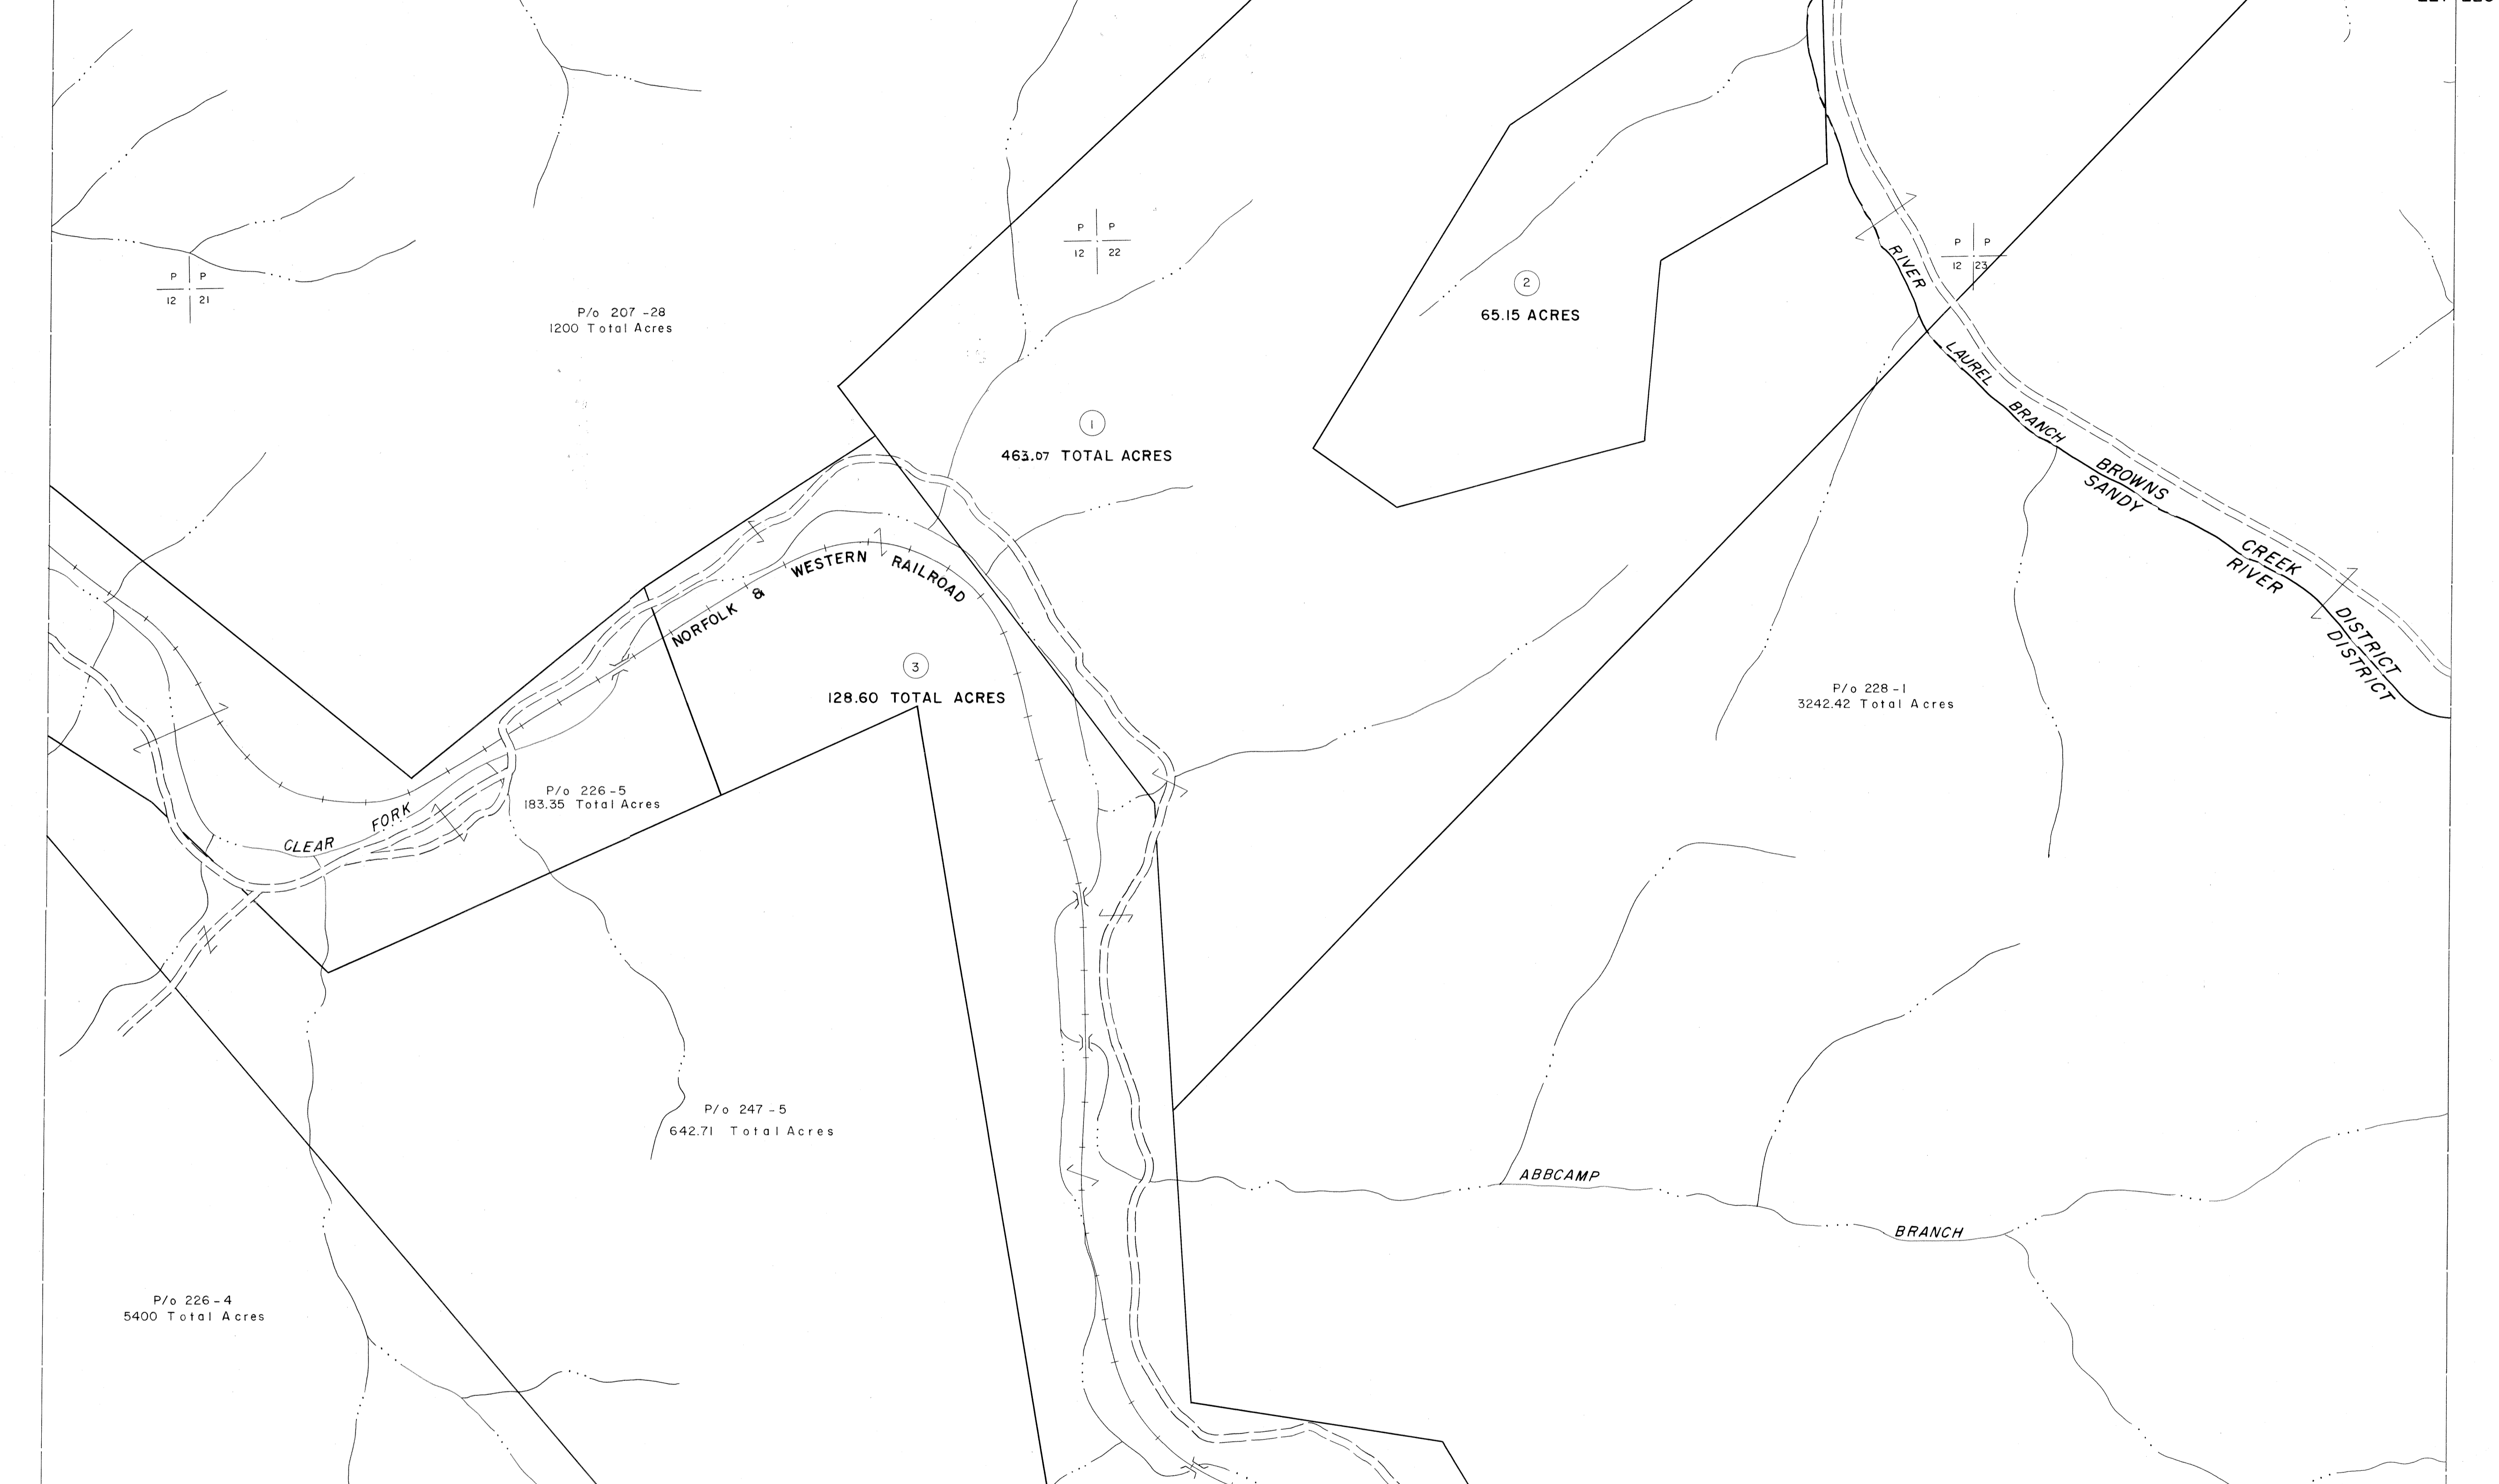 P P
12 21
P/o 207-28
1200 Total Acres
P P
12 22
1
463.07 TOTAL ACRES
2
65.15 ACRES
P P
12 23
RIVER
LAUREL
BRANCH
BROWNS
SANDY
CREEK
RIVER
DISTRICT
DISTRICT
NORFOLK & WESTERN RAILROAD
3
128.60 TOTAL ACRES
P/o 228-1
3242.42 Total Acres
P/o 226-5
183.35 Total Acres
CLEAR FORK
P/o 247-5
642.71 Total Acres
ABBCAMP
BRANCH
P/o 226-4
5400 Total Acres